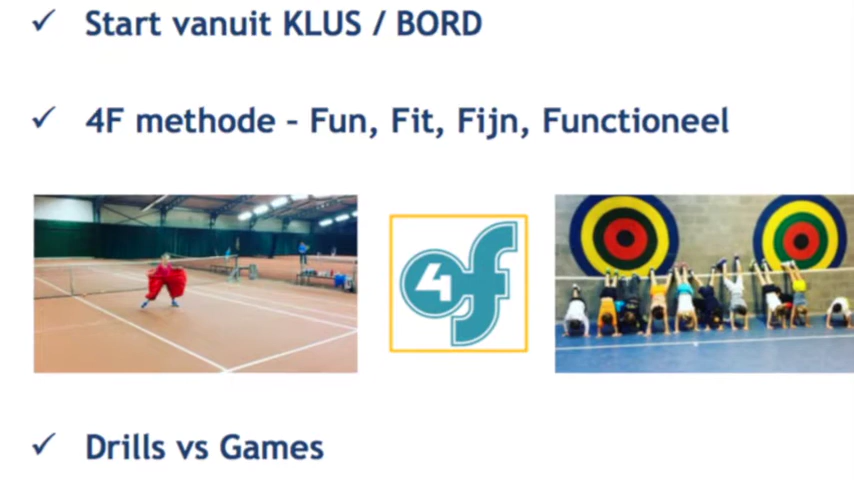 Start vanuit KLUS / BORD
4F methode – Fun, Fit, Fijn, Functioneel
4f
Drills vs Games